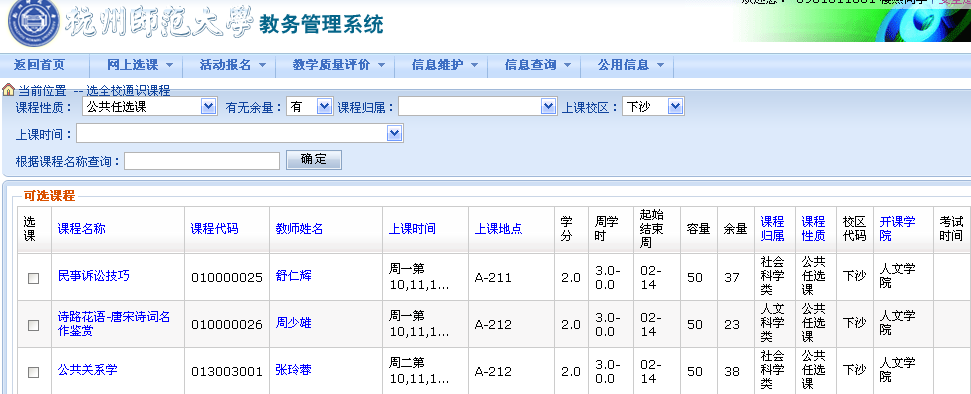 杭州师范大學 教务管理系统
返回首页 网上选课 活动报名 教学质量评价 信息维护 信息查询 公用信息
当前位置 -- 选全校通识课程
课程性质： 公共任选课 有无余量： 有 课程归属： 上课校区： 下沙
上课时间：
根据课程名称查询： 确定
可选课程
选课 课程名称 课程代码 教师姓名 上课时间 上课地点 学分 周学时 起始结束周 容量 余量 课程归属 课程性质 校区代码 开课学院 考试时间
民事诉讼技巧 010000025 舒仁辉 周一第10,11,1... A-211 2.0 3.0-0.0 02-14 50 37 社会科学类 公共任选课 下沙 人文学院
诗路花语-唐宋诗词名作鉴赏 010000026 周少雄 周一第10,11,1... A-212 2.0 3.0-0.0 02-14 50 23 人文科学类 公共任选课 下沙 人文学院
公共关系学 013003001 张玲蓉 周二第10,11,1... A-212 2.0 3.0-0.0 02-14 50 38 社会科学类 公共任选课 下沙 人文学院